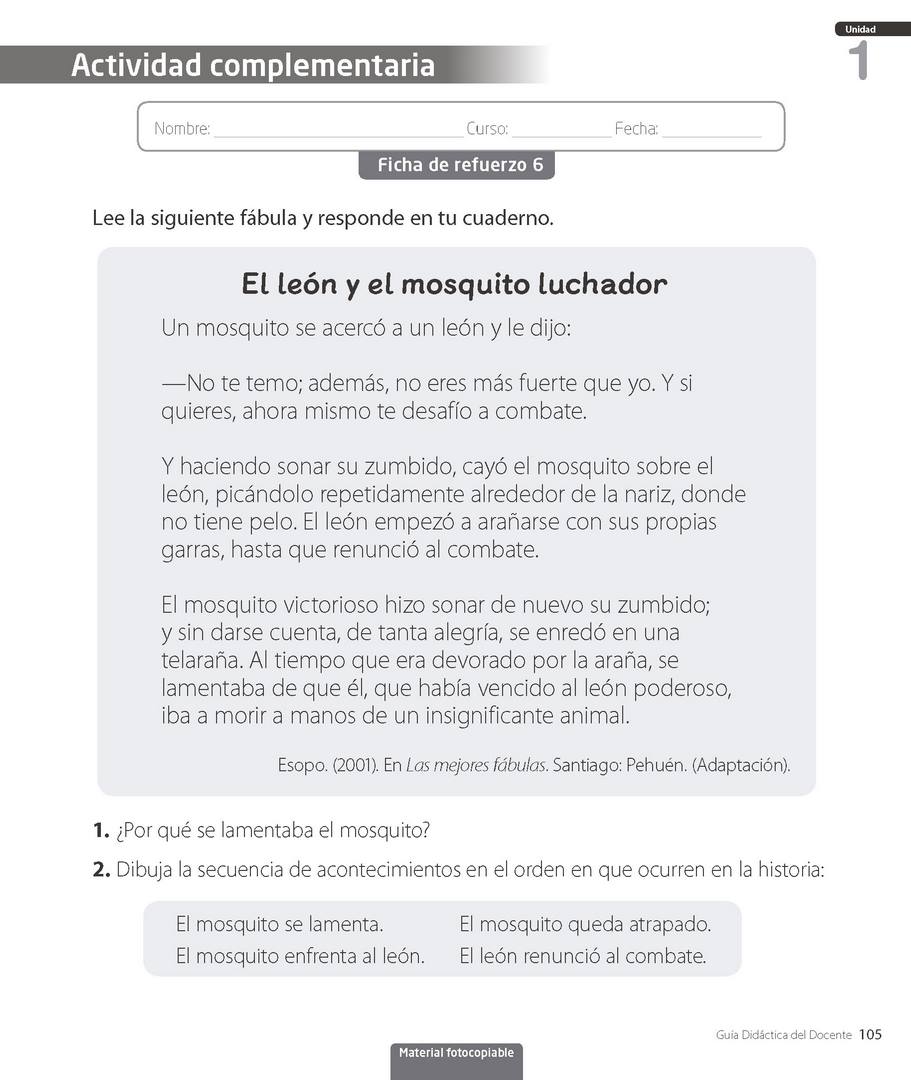 Unidad
1
Actividad complementaria
Nombre: ____________________________ Curso: ___________ Fecha: ___________
Ficha de refuerzo 6
Lee la siguiente fábula y responde en tu cuaderno.
El león y el mosquito luchador
Un mosquito se acercó a un león y le dijo:
—No te temo; además, no eres más fuerte que yo. Y si
quieres, ahora mismo te desafío a combate.
Y haciendo sonar su zumbido, cayó el mosquito sobre el
león, picándolo repetidamente alrededor de la nariz, donde
no tiene pelo. El león empezó a arañarse con sus propias
garras, hasta que renunció al combate.
El mosquito victorioso hizo sonar de nuevo su zumbido;
y sin darse cuenta, de tanta alegría, se enredó en una
telaraña. Al tiempo que era devorado por la araña, se
lamentaba de que él, que había vencido al león poderoso,
iba a morir a manos de un insignificante animal.
Esopo. (2001). En Las mejores fábulas. Santiago: Pehuén. (Adaptación).
1. ¿Por qué se lamentaba el mosquito?
2. Dibuja la secuencia de acontecimientos en el orden en que ocurren en la historia:
El mosquito se lamenta. El mosquito queda atrapado.
El mosquito enfrenta al león. El león renunció al combate.
Guía Didáctica del Docente 105
Material fotocopiable